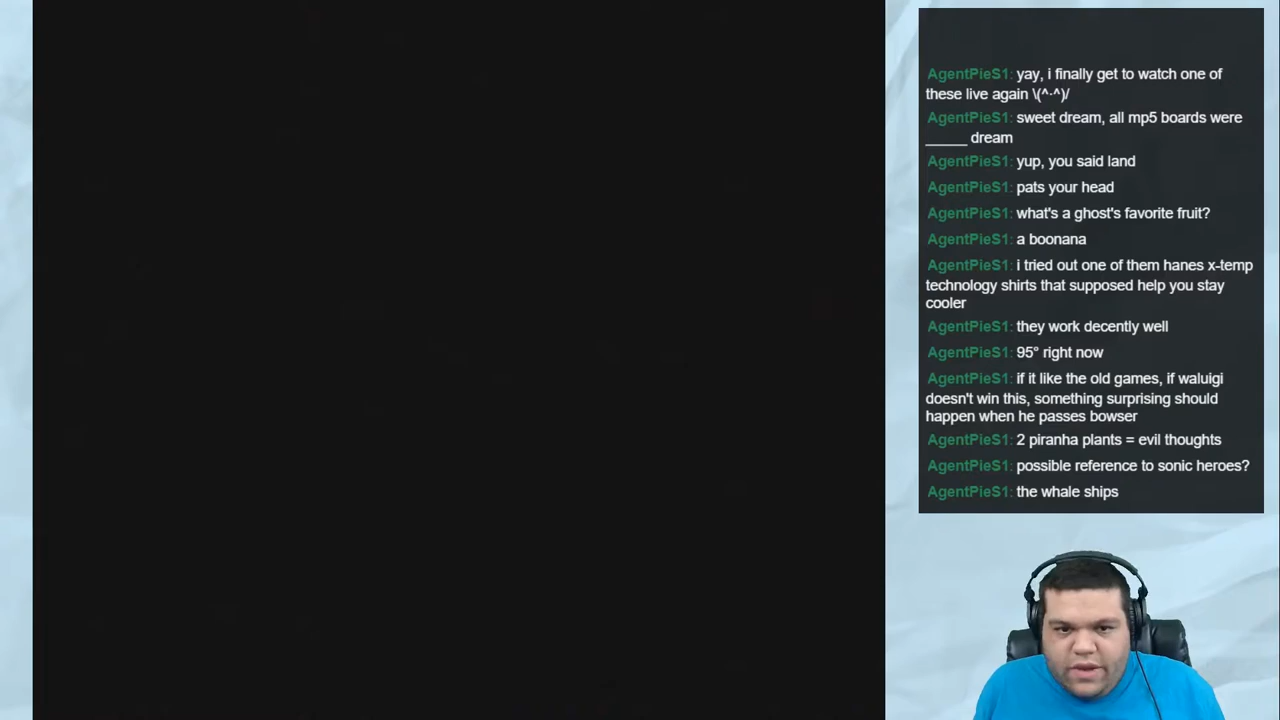 AgentPieS1: yay, i finally get to watch one of
these live again \(^-^)/
AgentPieS1: sweet dream, all mp5 boards were
_____ dream
AgentPieS1: yup, you said land
AgentPieS1: pats your head
AgentPieS1: what's a ghost's favorite fruit?
AgentPieS1: a boonana
AgentPieS1: i tried out one of them hanes x-temp
technology shirts that supposed help you stay
cooler
AgentPieS1: they work decently well
AgentPieS1: 95° right now
AgentPieS1: if it like the old games, if waluigi
doesn't win this, something surprising should
happen when he passes bowser
AgentPieS1: 2 piranha plants = evil thoughts
AgentPieS1: possible reference to sonic heroes?
AgentPieS1: the whale ships